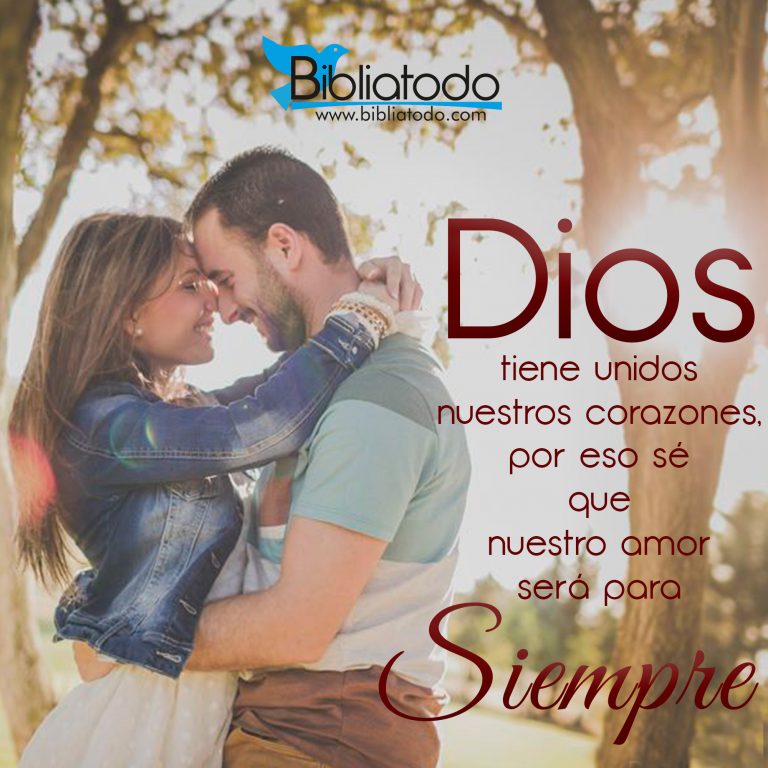 Bibliatodo
www.bibliatodo.com
Dios
tiene unidos
nuestros corazones,
por eso sé
que
nuestro amor
será para
Siempre